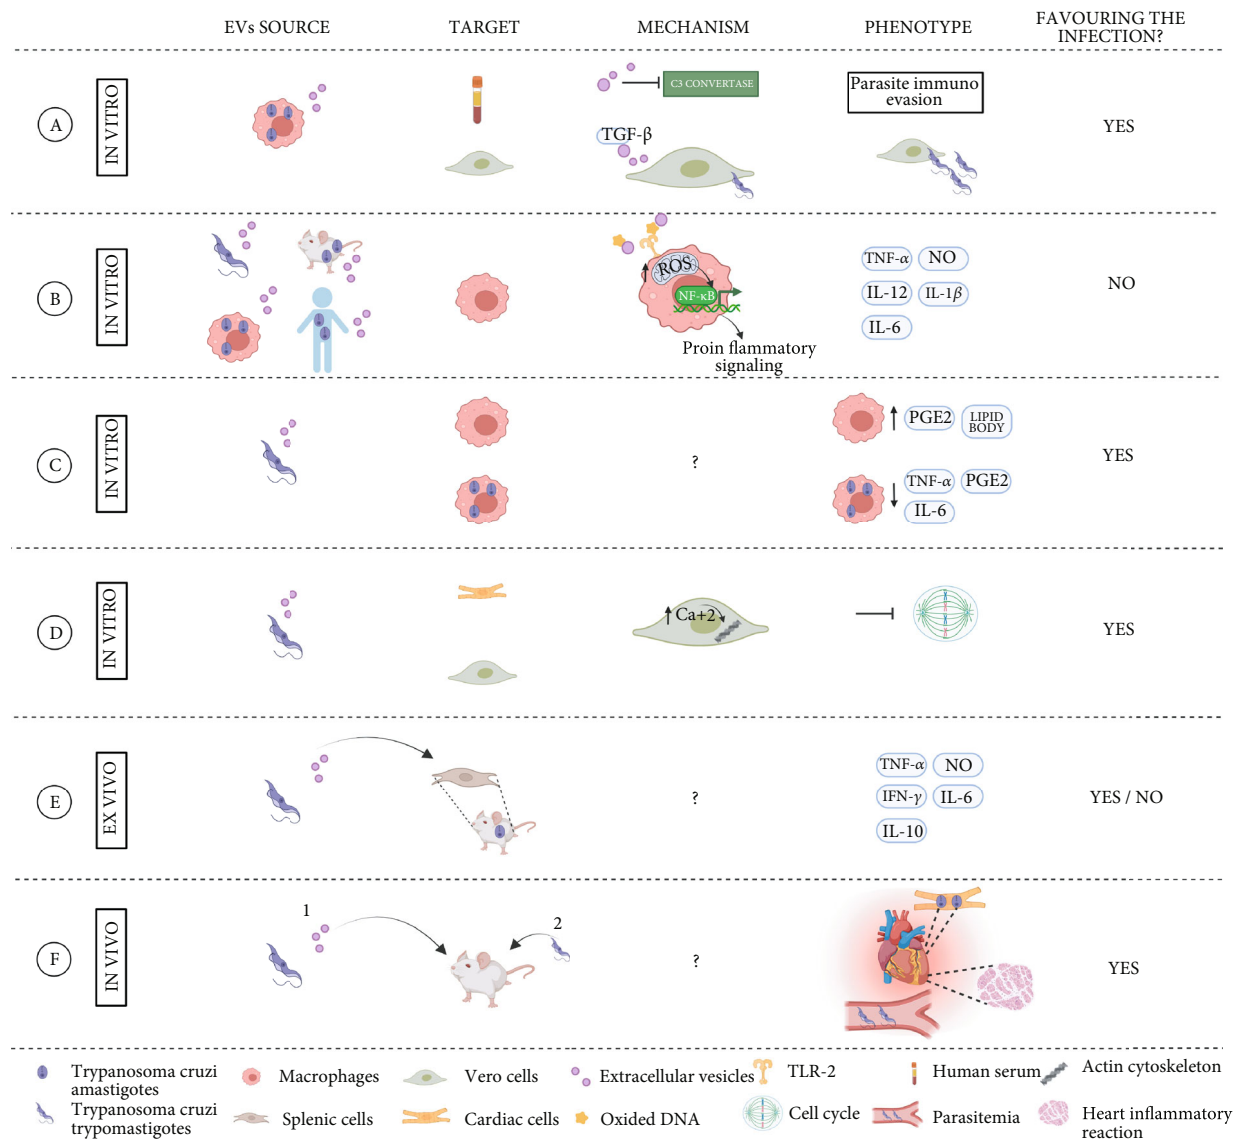 EVs SOURCE
TARGET
MECHANISM
PHENOTYPE
FAVOURING THE
INFECTION?
A
IN VITRO
C3 CONVERTASE
TGF-β
Parasite immuno
evasion
YES
B
IN VITRO
ROS
NF-κB
Proin flammatory
signaling
TNF-α
NO
IL-12
IL-1β
IL-6
NO
C
IN VITRO
?
PGE2
LIPID
BODY
TNF-α
PGE2
IL-6
YES
D
IN VITRO
Ca+2
YES
E
EX VIVO
?
TNF-α
NO
IFN-γ
IL-6
IL-10
YES / NO
F
IN VIVO
1
2
?
YES
Trypanosoma cruzi
amastigotes
Macrophages
Vero cells
Extracellular vesicles
TLR-2
Human serum
Actin cytoskeleton
Trypanosoma cruzi
trypomastigotes
Splenic cells
Cardiac cells
Oxided DNA
Cell cycle
Parasitemia
Heart inflammatory
reaction